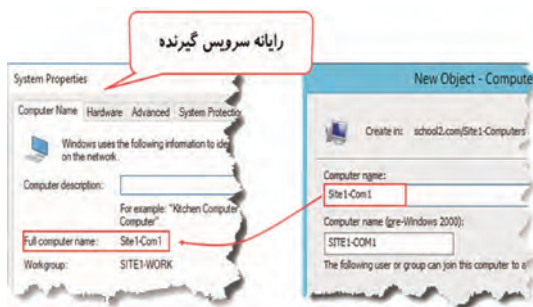 رایانه سرویس گیرنده
System Properties
Computer Name Hardware Advanced System Protection
Windows uses the following information to
on the network.
Computer description:
For example: "Kitchen Computer
Computer".
Full computer name: Site1-Com1
Workgroup: SITE1-WORK
New Object - Compute
Create in: school2.com/Site1-Computers
Computer name:
Site1-Com1
Computer name (pre-Windows 2000):
SITE1-COM1
The following user or group can join this computer to a